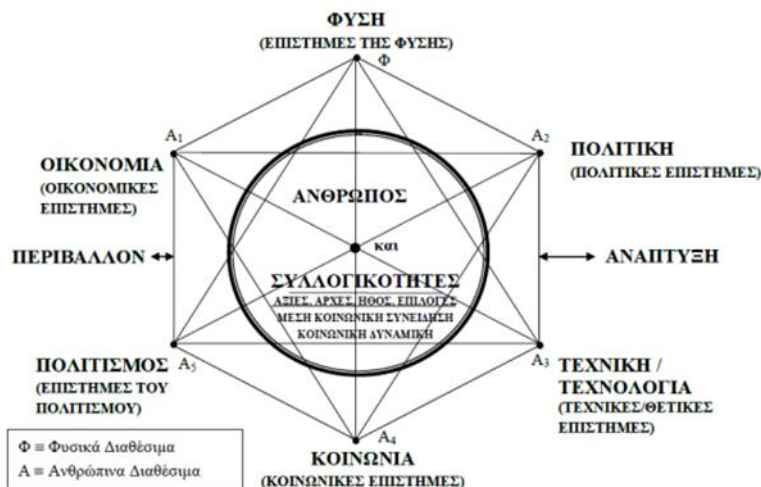 ΦΥΣΗ
(ΕΠΙΣΤΗΜΕΣ ΤΗΣ ΦΥΣΗΣ)
Φ
Α1
Α2
ΟΙΚΟΝΟΜΙΑ
(ΟΙΚΟΝΟΜΙΚΕΣ
ΕΠΙΣΤΗΜΕΣ)
ΠΟΛΙΤΙΚΗ
(ΠΟΛΙΤΙΚΕΣ ΕΠΙΣΤΗΜΕΣ)
ΑΝΘΡΩΠΟΣ
και
ΣΥΛΛΟΓΙΚΟΤΗΤΕΣ
ΑΞΙΕΣ, ΑΡΧΕΣ, ΗΘΟΣ, ΕΠΙΛΟΓΕΣ
ΜΕΣΗ ΚΟΙΝΩΝΙΚΗ ΣΥΝΕΙΔΗΣΗ
ΚΟΙΝΩΝΙΚΗ ΔΥΝΑΜΙΚΗ
ΠΕΡΙΒΑΛΛΟΝ
ΑΝΑΠΤΥΞΗ
ΠΟΛΙΤΙΣΜΟΣ
(ΕΠΙΣΤΗΜΕΣ ΤΟΥ
ΠΟΛΙΤΙΣΜΟΥ)
Α5
Α3
ΤΕΧΝΙΚΗ /
ΤΕΧΝΟΛΟΓΙΑ
(ΤΕΧΝΙΚΕΣ/ΘΕΤΙΚΕΣ
ΕΠΙΣΤΗΜΕΣ)
Α4
ΚΟΙΝΩΝΙΑ
(ΚΟΙΝΩΝΙΚΕΣ ΕΠΙΣΤΗΜΕΣ)
Φ ≡ Φυσικά Διαθέσιμα
Α ≡ Ανθρώπινα Διαθέσιμα